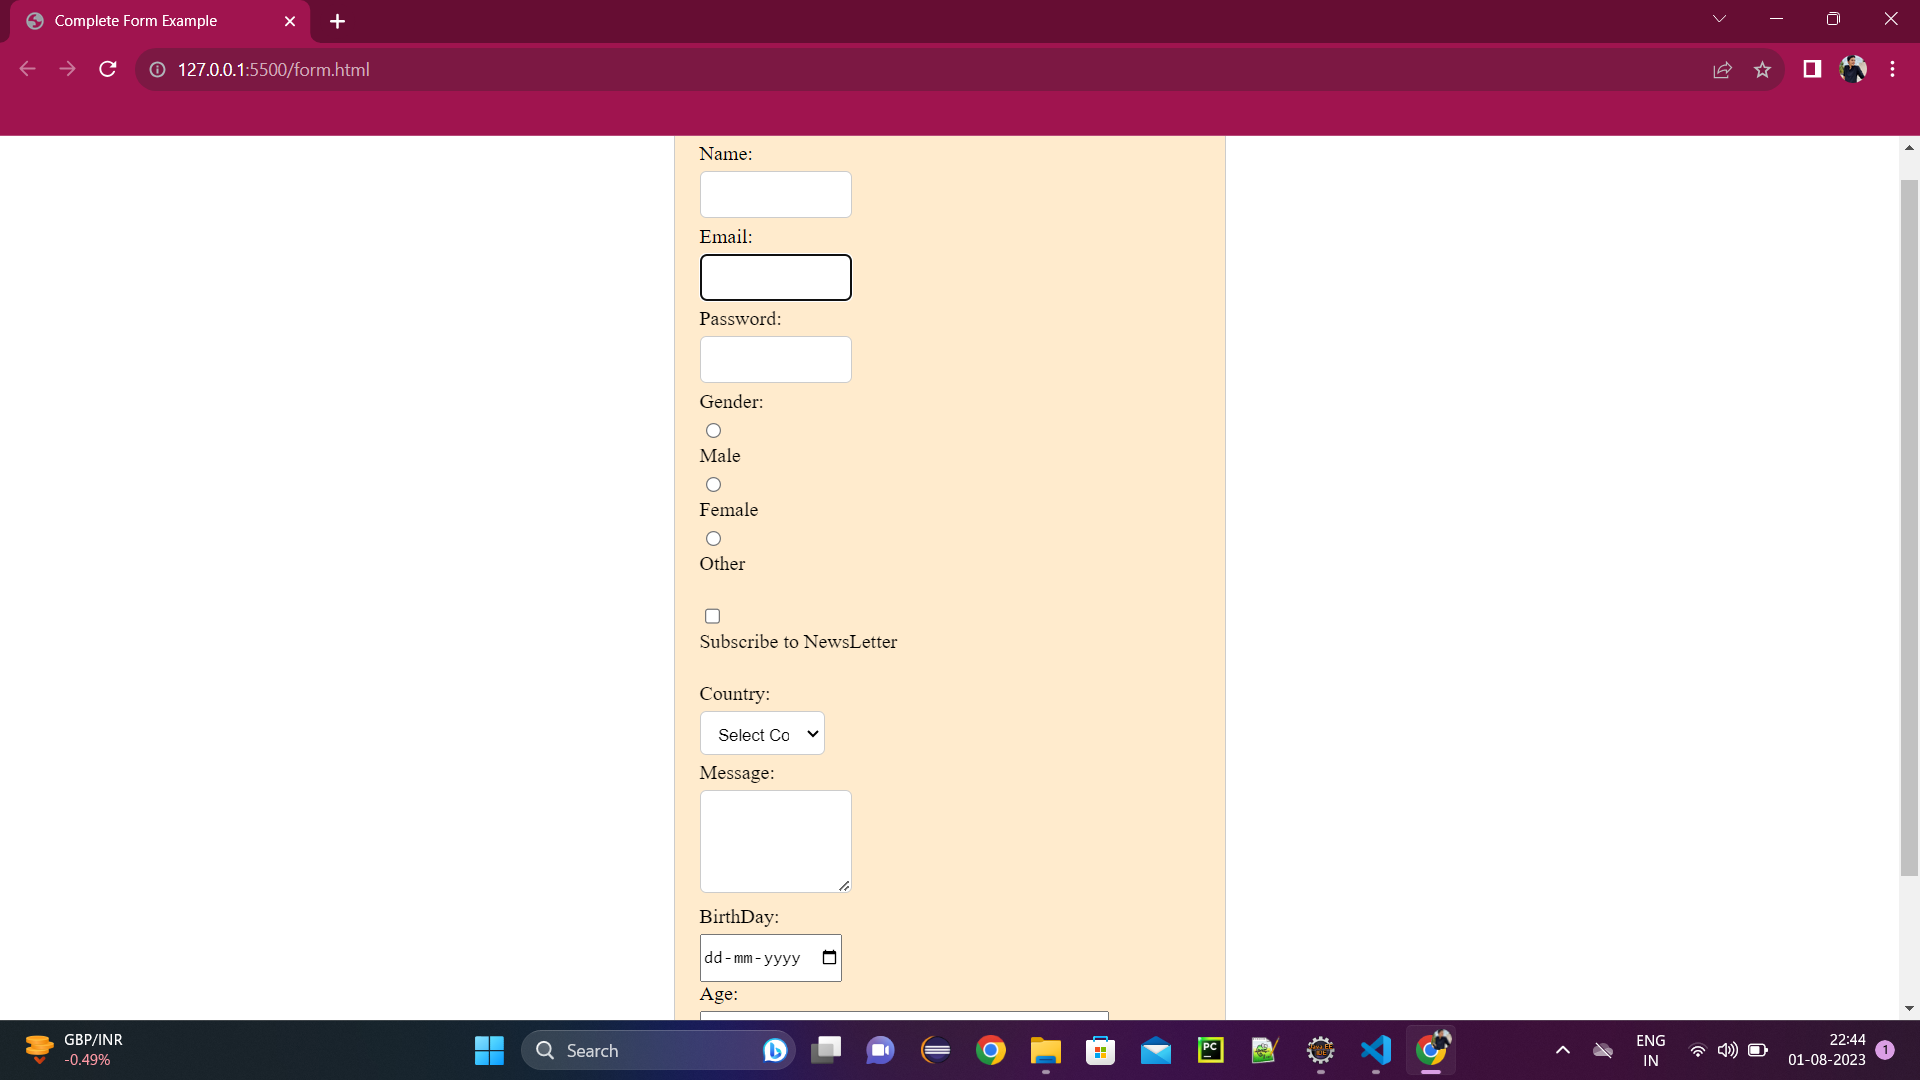 Complete Form Example
127.0.0.1:5500/form.html
Name:
Email:
Password:
Gender:
Male
Female
Other
Subscribe to NewsLetter
Country:
Select Co
Message:
BirthDay:
dd-mm-yyyy
Age:
GBP/INR
-0.49%
Search
PC
ENG
IN
22:44
01-08-2023
1